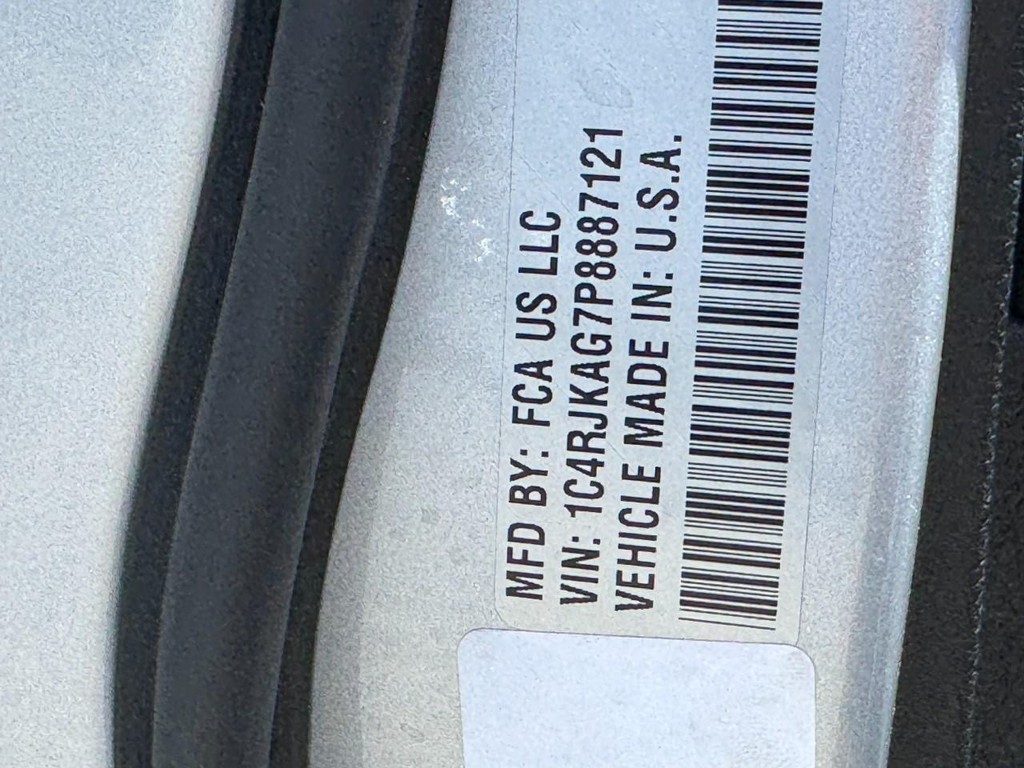 MFD BY: FCA US LLC
VIN: 1C4RJKAG7P8887121
VEHICLE MADE IN: U.S.A.